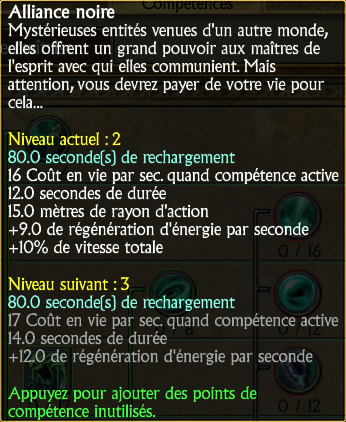 Compétences
Alliance noire
Mystérieuses entités venues d'un autre monde,
elles offrent un grand pouvoir aux maîtres de
l'esprit avec qui elles communient. Mais
attention, vous devrez payer de votre vie pour
cela...
Niveau actuel : 2
80.0 seconde(s) de rechargement
16 Coût en vie par sec. quand compétence active
12.0 secondes de durée
15.0 mètres de rayon d'action
+9.0 de régénération d'énergie par seconde
+10% de vitesse totale
0 / 16
Niveau suivant : 3
80.0 seconde(s) de rechargement
17 Coût en vie par sec. quand compétence active
14.0 secondes de durée
+12.0 de régénération d'énergie par seconde
Appuyez pour ajouter des points de
compétence inutilisés.
0 / 12